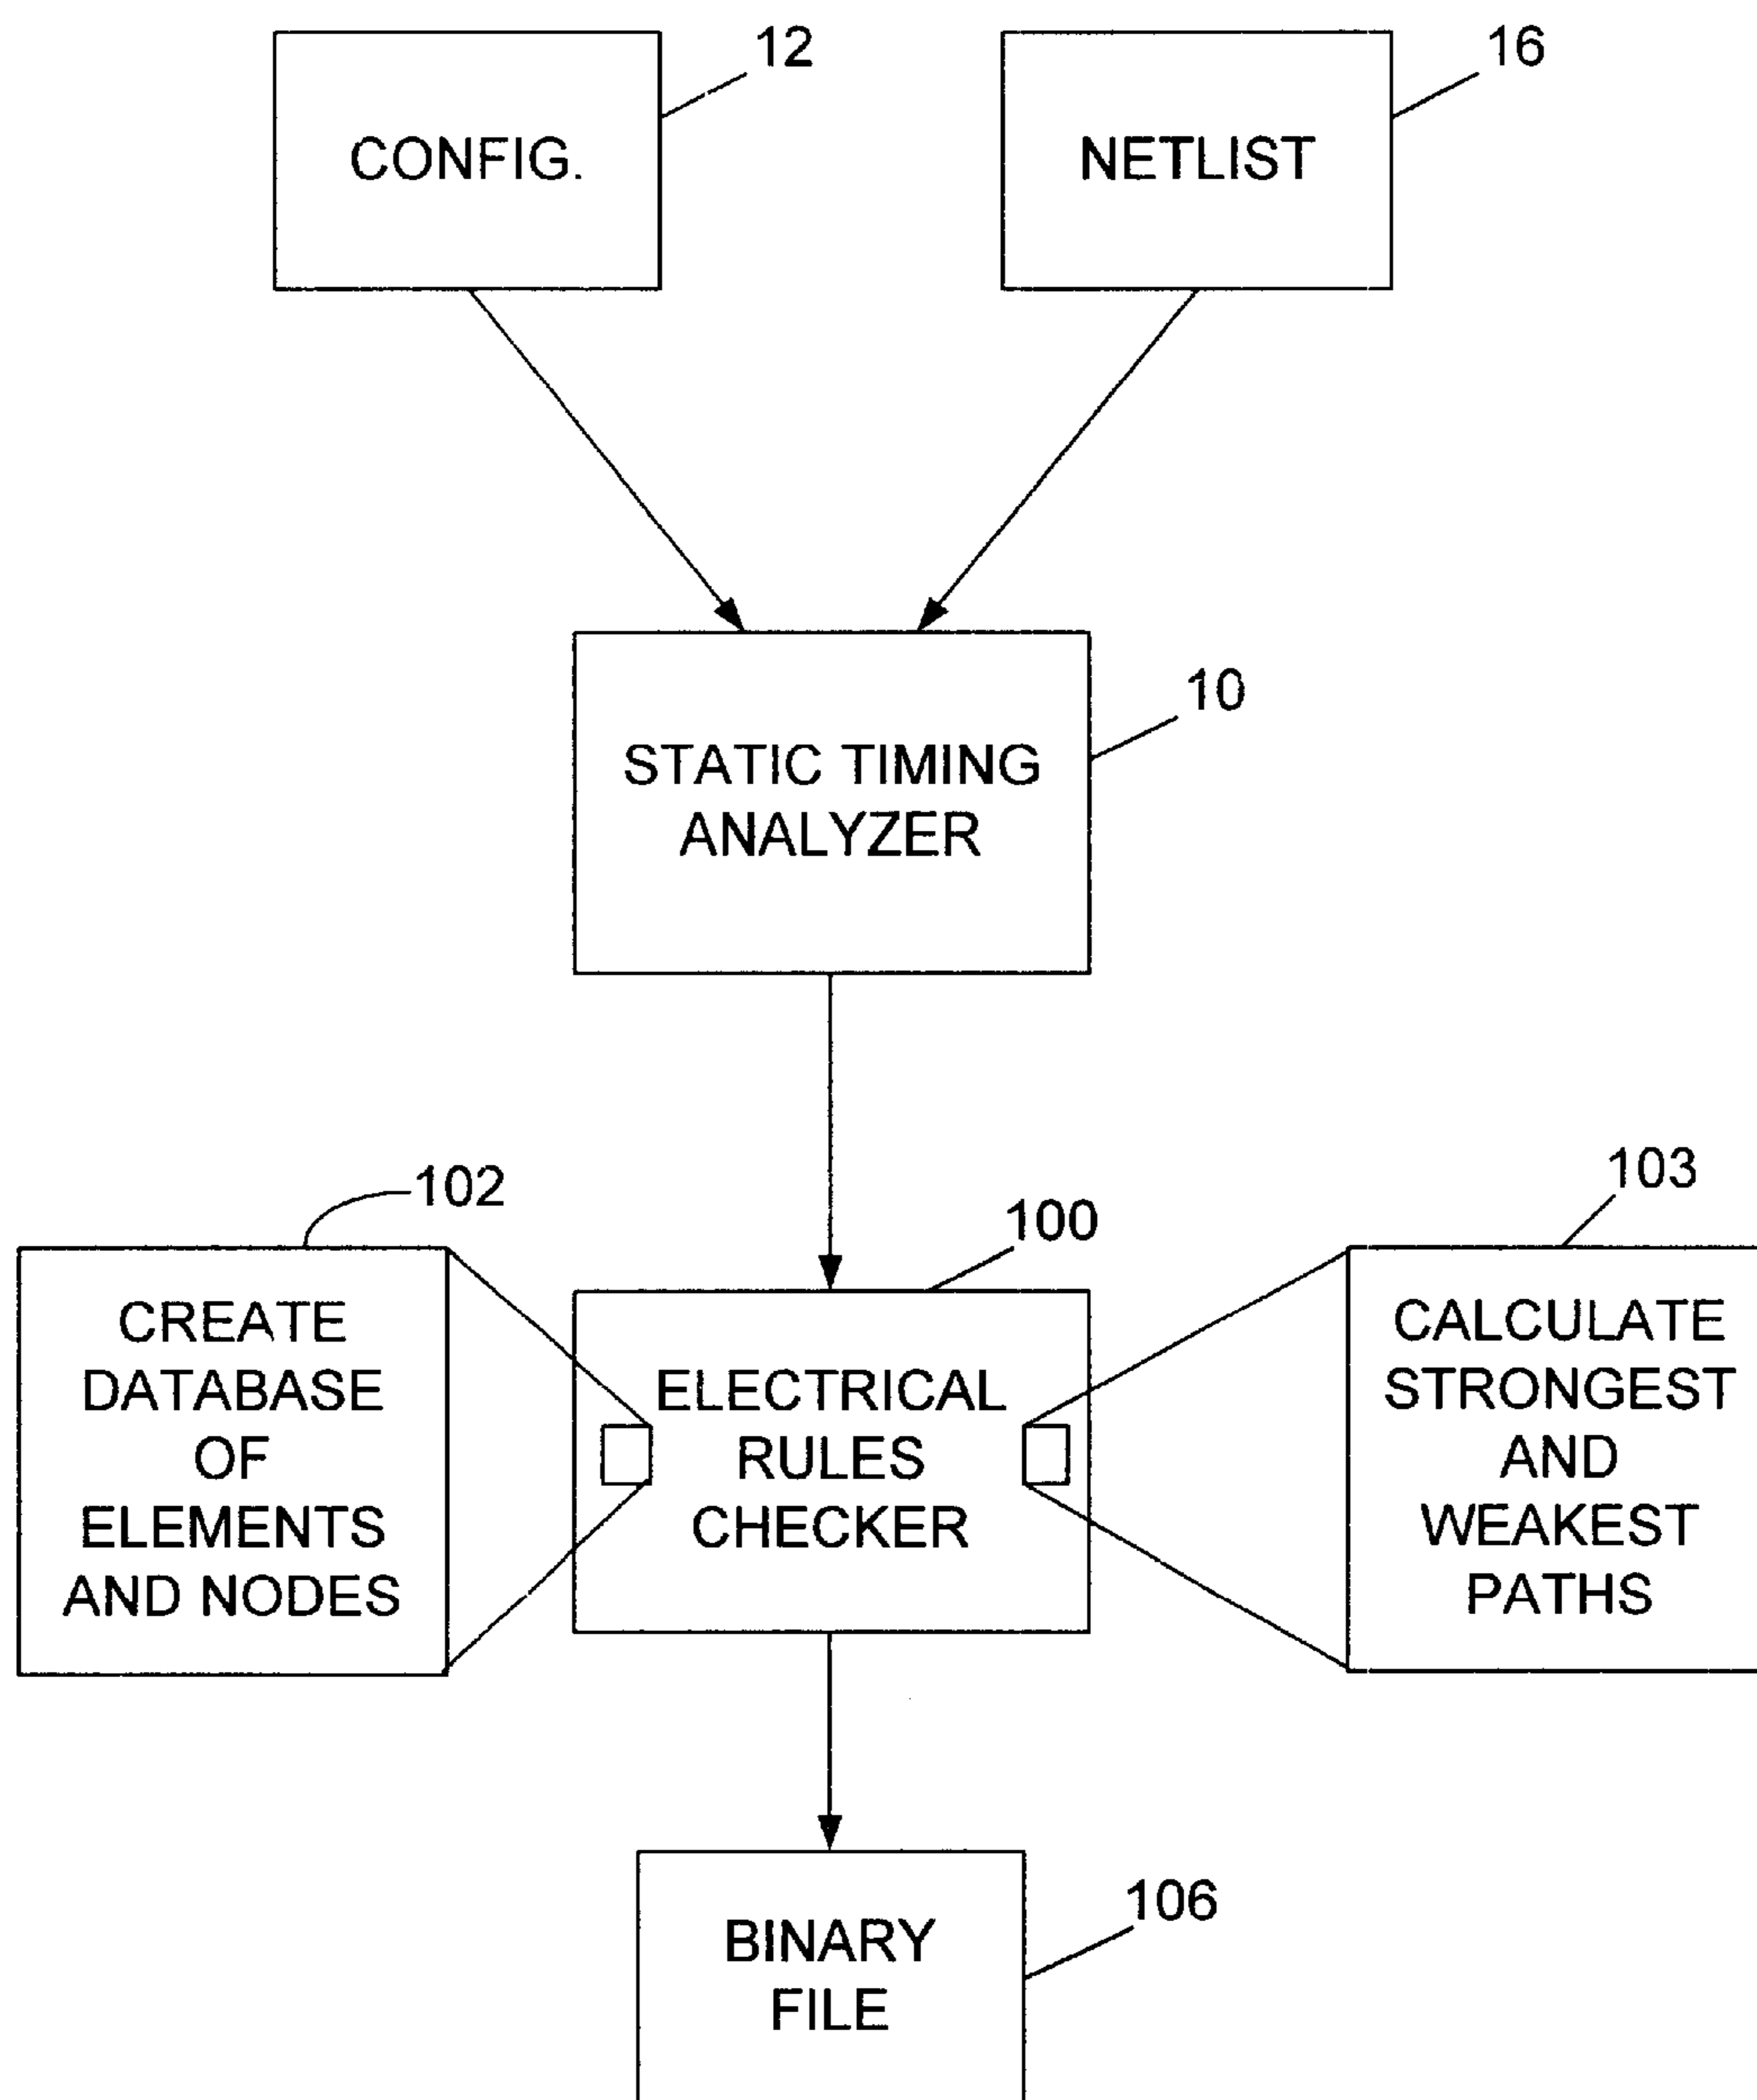 12
16
CONFIG.
NETLIST
10
STATIC TIMING
ANALYZER
102
100
103
CREATE
DATABASE
OF
ELEMENTS
AND NODES
ELECTRICAL
RULES
CHECKER
CALCULATE
STRONGEST
AND
WEAKEST
PATHS
106
BINARY
FILE